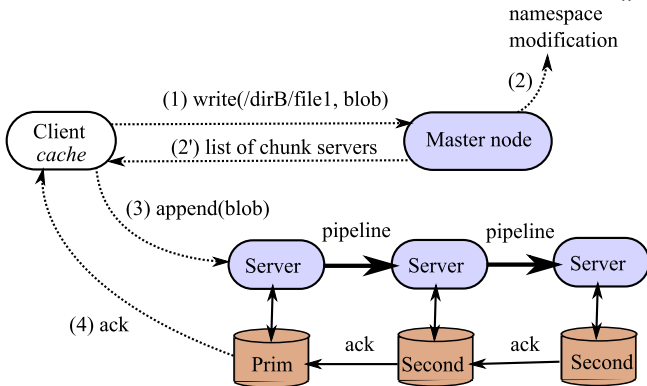 namespace
modification
(2)
(1) write(/dirB/file1, blob)
Client
cache
Master node
(2') list of chunk servers
(3) append(blob)
pipeline
pipeline
Server
Server
Server
(4) ack
ack
ack
Prim
Second
Second